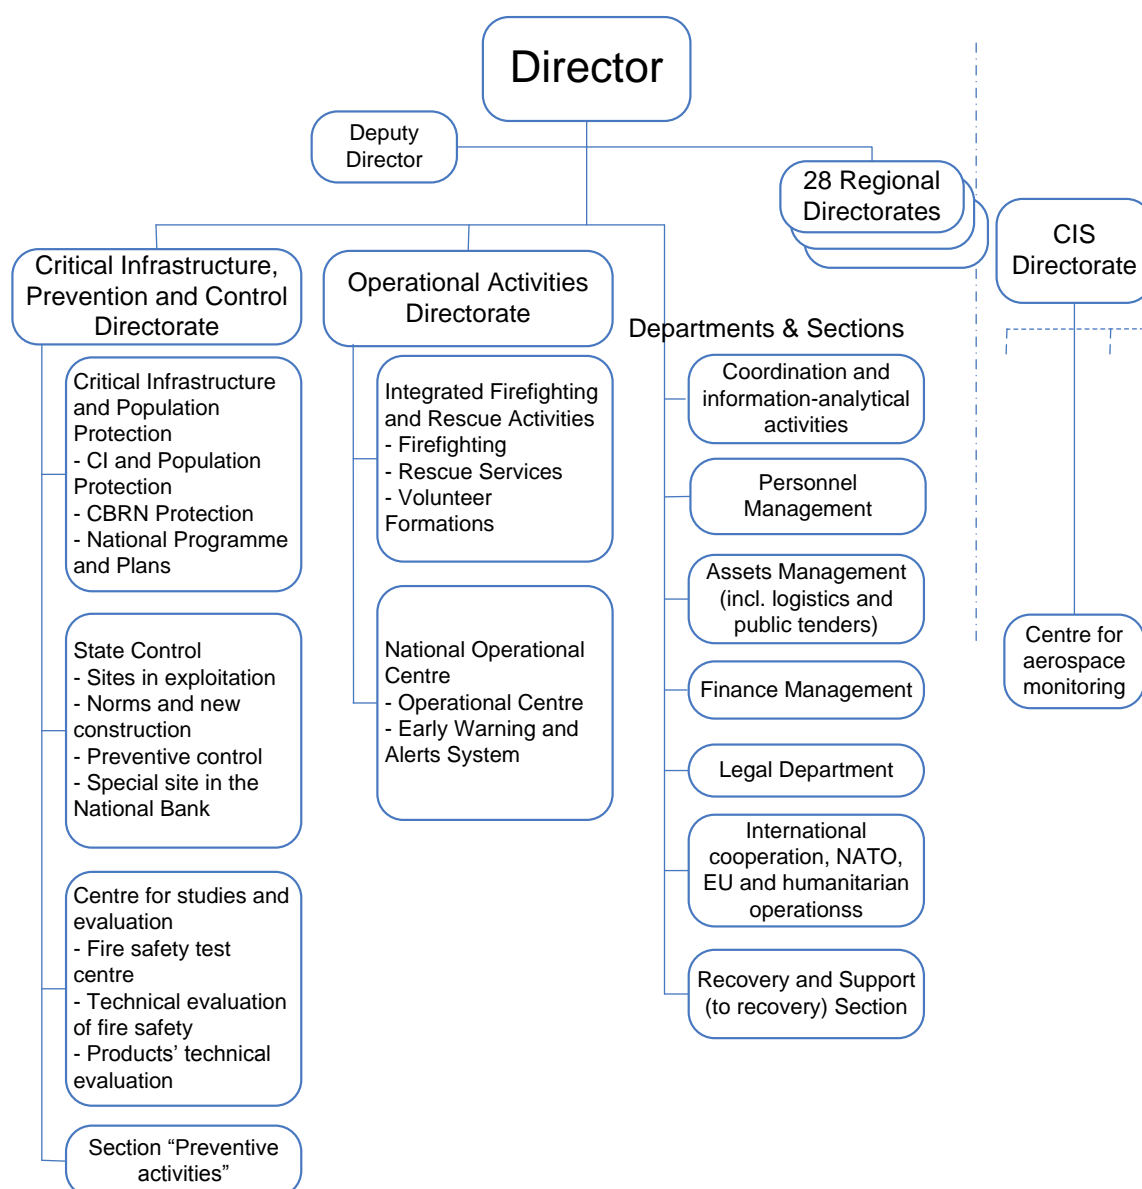 Director
Deputy
Director
28 Regional
Directorates
CIS
Directorate
Critical Infrastructure,
Prevention and Control
Directorate
Operational Activities
Directorate
Departments & Sections
Critical Infrastructure
and Population
Protection
- CI and Population
Protection
- CBRN Protection
- National Programme
and Plans
State Control
- Sites in exploitation
- Norms and new
construction
- Preventive control
- Special site in the
National Bank
Centre for studies and
evaluation
- Fire safety test
centre
- Technical evaluation
of fire safety
- Products’ technical
evaluation
Section “Preventive
activities”
Integrated Firefighting
and Rescue Activities
- Firefighting
- Rescue Services
- Volunteer
Formations
National Operational
Centre
- Operational Centre
- Early Warning and
Alerts System
Coordination and
information-analytical
activities
Personnel
Management
Assets Management
(incl. logistics and
public tenders)
Finance Management
Legal Department
International
cooperation, NATO,
EU and humanitarian
operationss
Recovery and Support
(to recovery) Section
Centre for
aerospace
monitoring